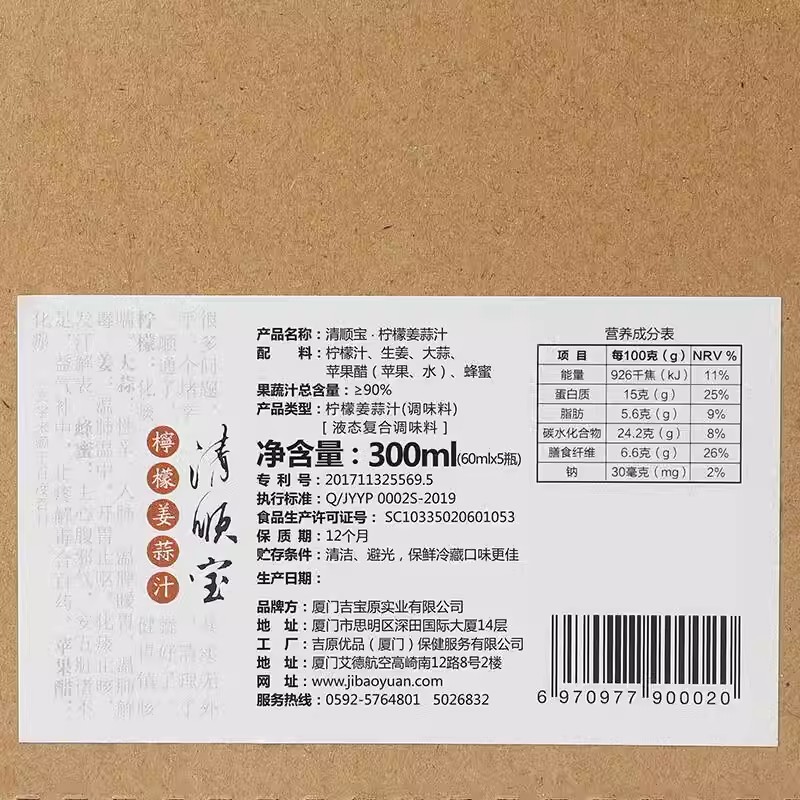 清顺宝
檸檬姜蒜汁
产品名称：清顺宝·柠檬姜蒜汁
配 料：柠檬汁、生姜、大蒜、
苹果醋（苹果、水）、蜂蜜
果蔬汁总含量：≥90%
产品类型：柠檬姜蒜汁(调味料)
[ 液态复合调味料 ]
净含量：300ml(60mlx5瓶)
专 利 号：201711325569.5
执行标准：Q/JYYP 0002S-2019
食品生产许可证号： SC10335020601053
保 质 期：12个月
贮存条件：清洁、避光，保鲜冷藏口味更佳
生产日期：
品牌方：厦门吉宝原实业有限公司
地 址：厦门市思明区深田国际大厦14层
工 厂：吉原优品（厦门）保健服务有限公司
地 址：厦门艾德航空高崎南12路8号2楼
网 址：www.jibaoyuan.com
服务热线：0592-5764801 5026832
营养成分表
项 目 每100克（g） NRV %
能量 926千焦（kJ） 11%
蛋白质 15克（g） 25%
脂肪 5.6克（g） 9%
碳水化合物 24.2克（g） 8%
膳食纤维 6.6克（g） 26%
钠 30毫克（mg） 2%
6 970977 900020